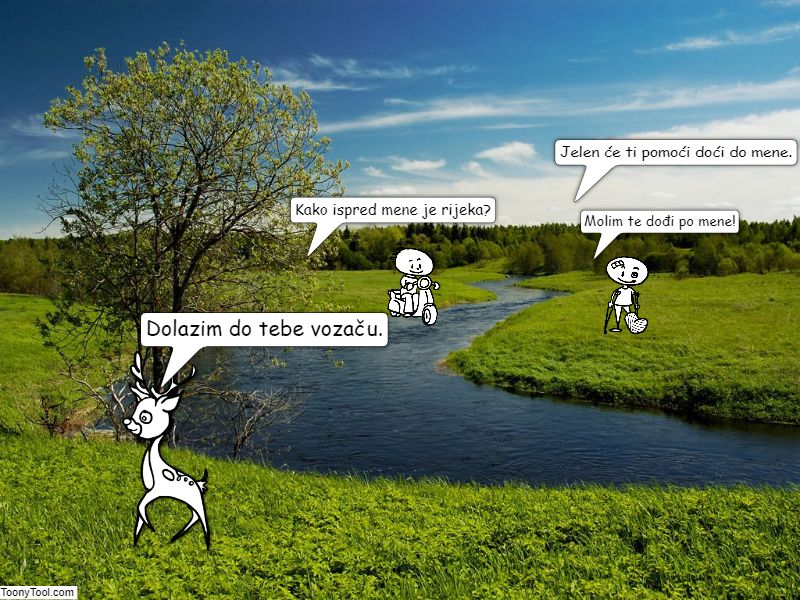 Jelen će ti pomoći doći do mene.
Kako ispred mene je rijeka?
Molim te dođi po mene!
Dolazim do tebe vozaču.
ToonyTool.com